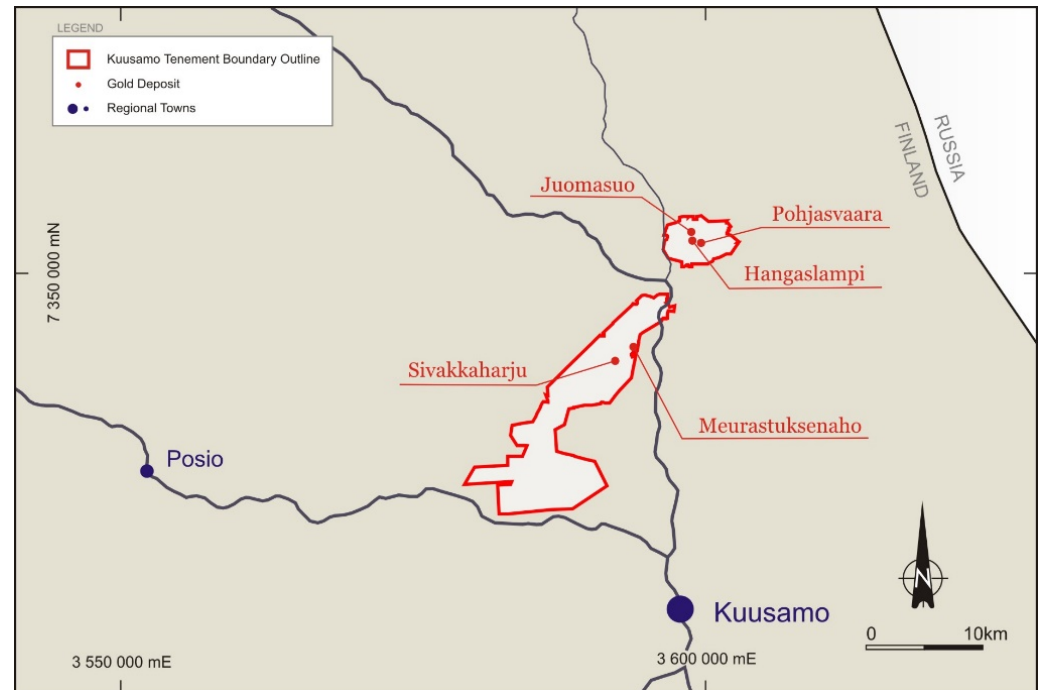 LEGEND
Kuusamo Tenement Boundary Outline
Gold Deposit
Regional Towns
RUSSIA
FINLAND
Juomasuo
Pohjasvaara
Hangaslampi
7 350 000 mN
Sivakkaharju
Meurastuksenaho
Posio
N
Kuusamo
0 10km
3 550 000 mE
3 600 000 mE